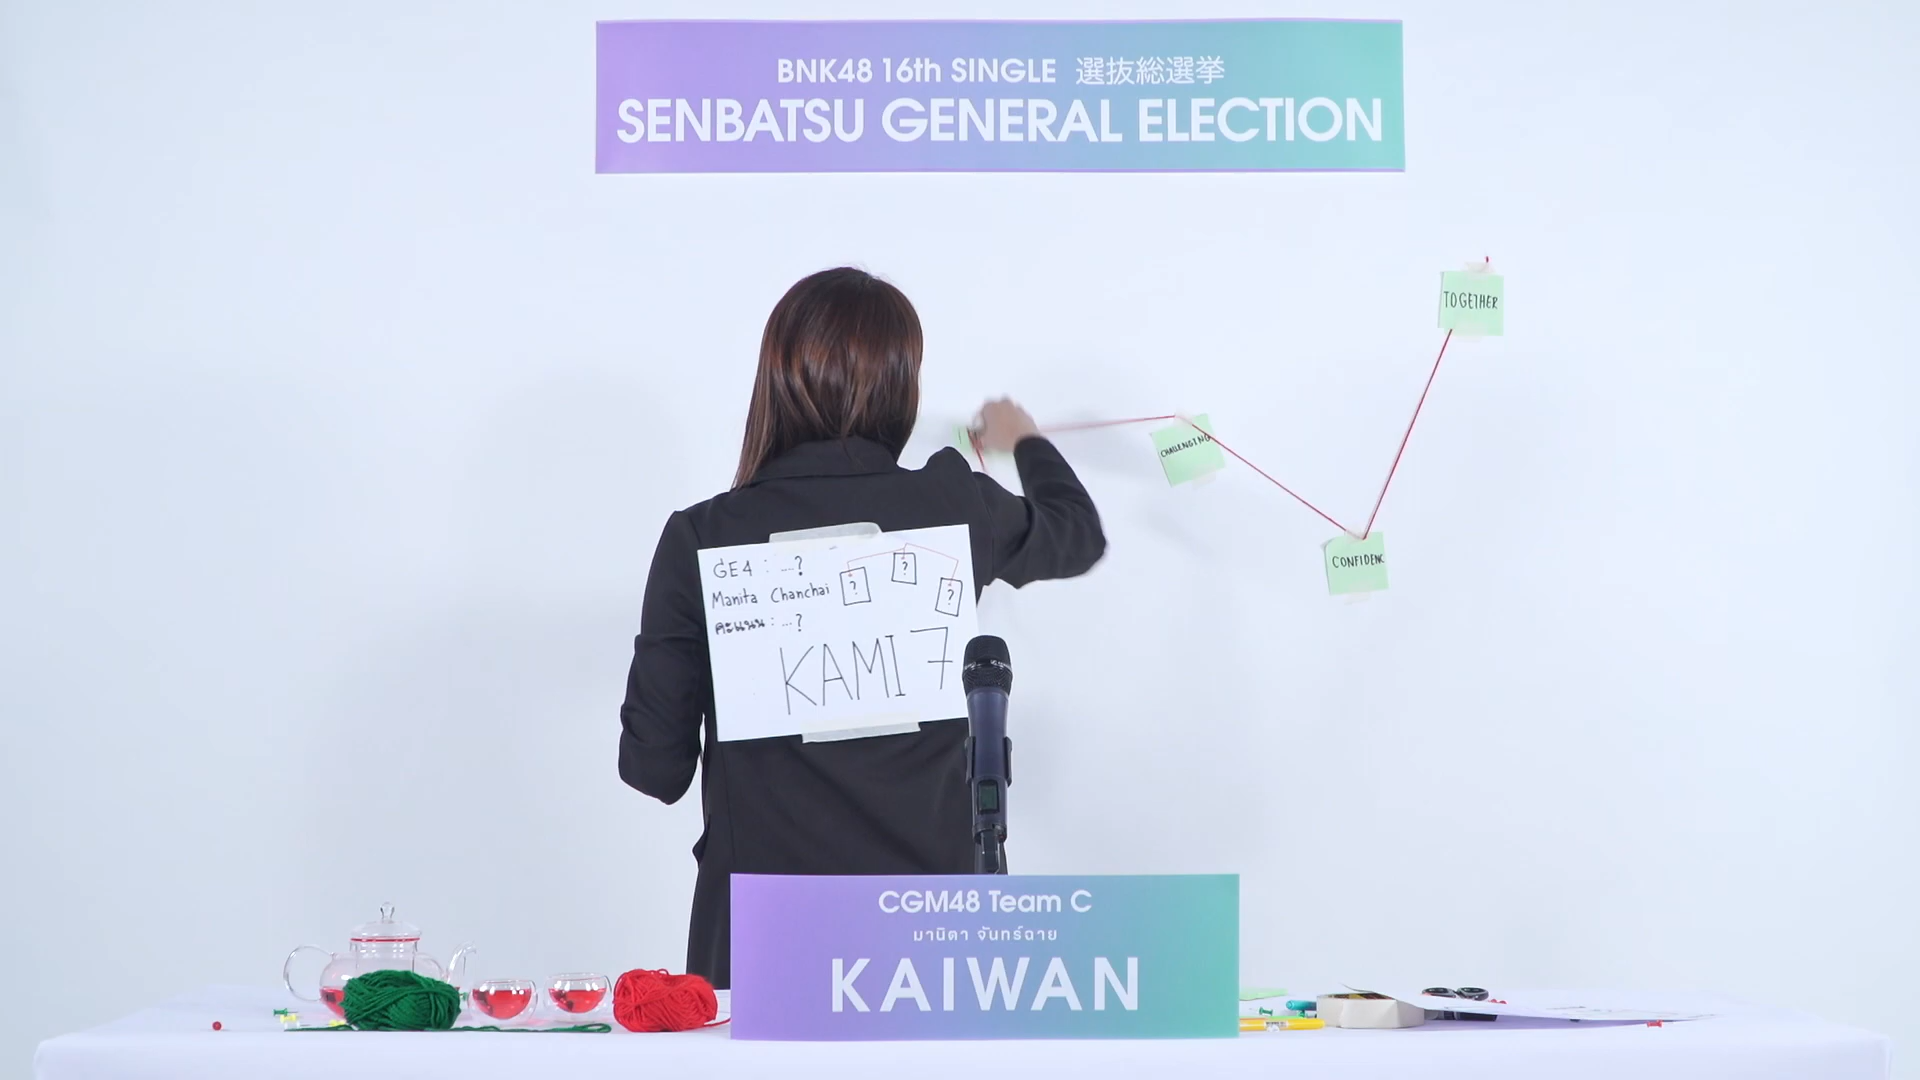 BNK48 16th SINGLE 選抜総選挙
SENBATSU GENERAL ELECTION
TOGETHER
CHALLENGING
CONFIDENC
GE4 : ...?
Manita Chanchai
คะแนน : ...?
? ? ?
KAMI 7
CGM48 Team C
มานิตา จันทร์ฉาย
KAIWAN